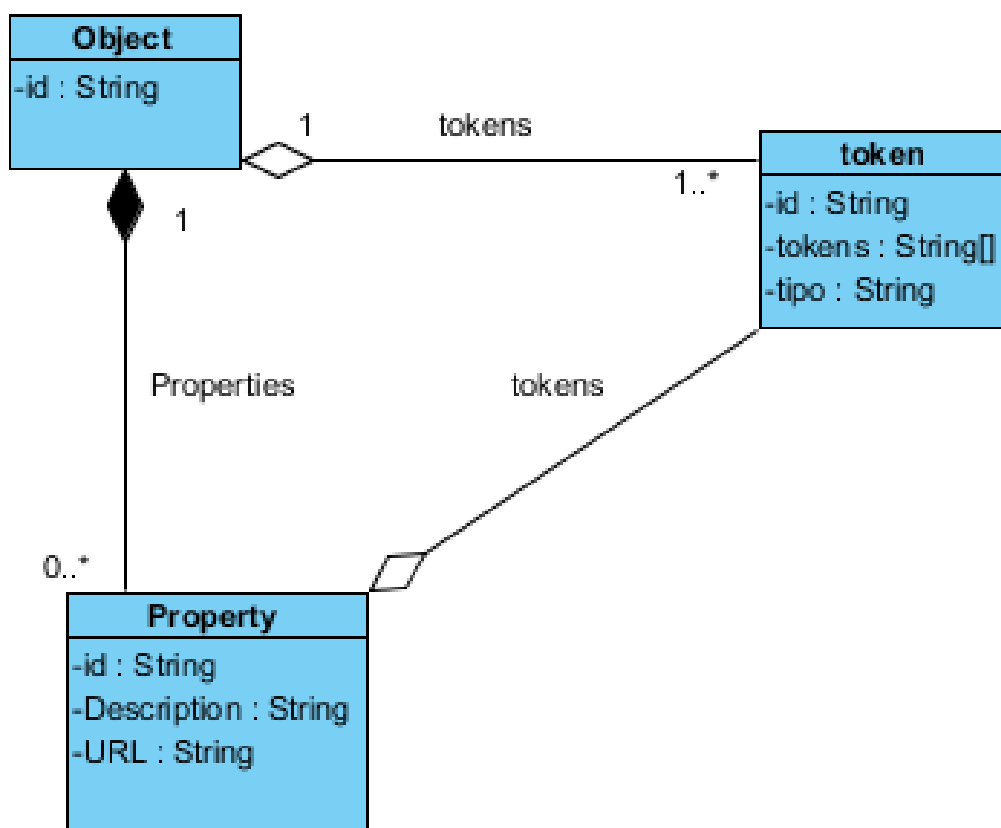 Object
-id : String
1
tokens
1..*
token
-id : String
-tokens : String[]
-tipo : String
1
Properties
tokens
0..*
Property
-id : String
-Description : String
-URL : String